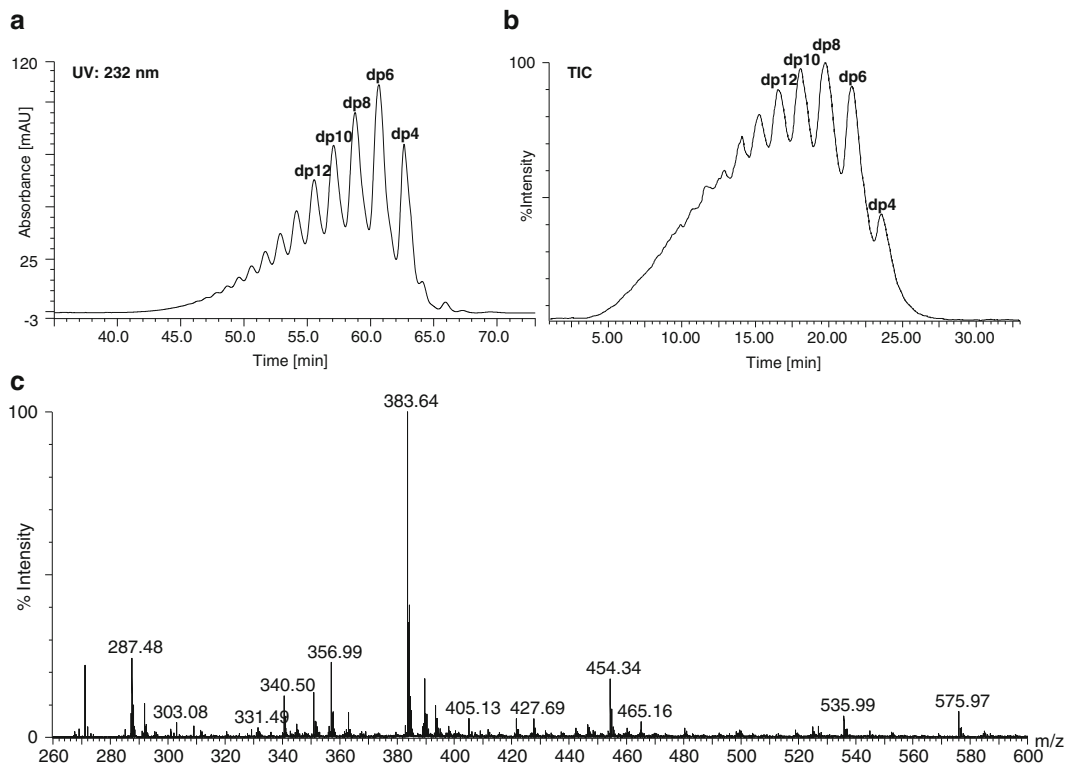 a
UV: 232 nm
120
25
-3
Absorbance [mAU]
dp12
dp10
dp8
dp6
dp4
40.0 45.0 50.0 55.0 60.0 65.0 70.0
Time [min]
b
TIC
100
%Intensity
dp12
dp10
dp8
dp6
dp4
5.00 10.00 15.00 20.00 25.00 30.00
Time [min]
c
100
0
% Intensity
287.48
303.08
331.49
340.50
356.99
383.64
405.13
427.69
454.34
465.16
535.99
575.97
260 280 300 320 340 360 380 400 420 440 460 480 500 520 540 560 580 600 m/z